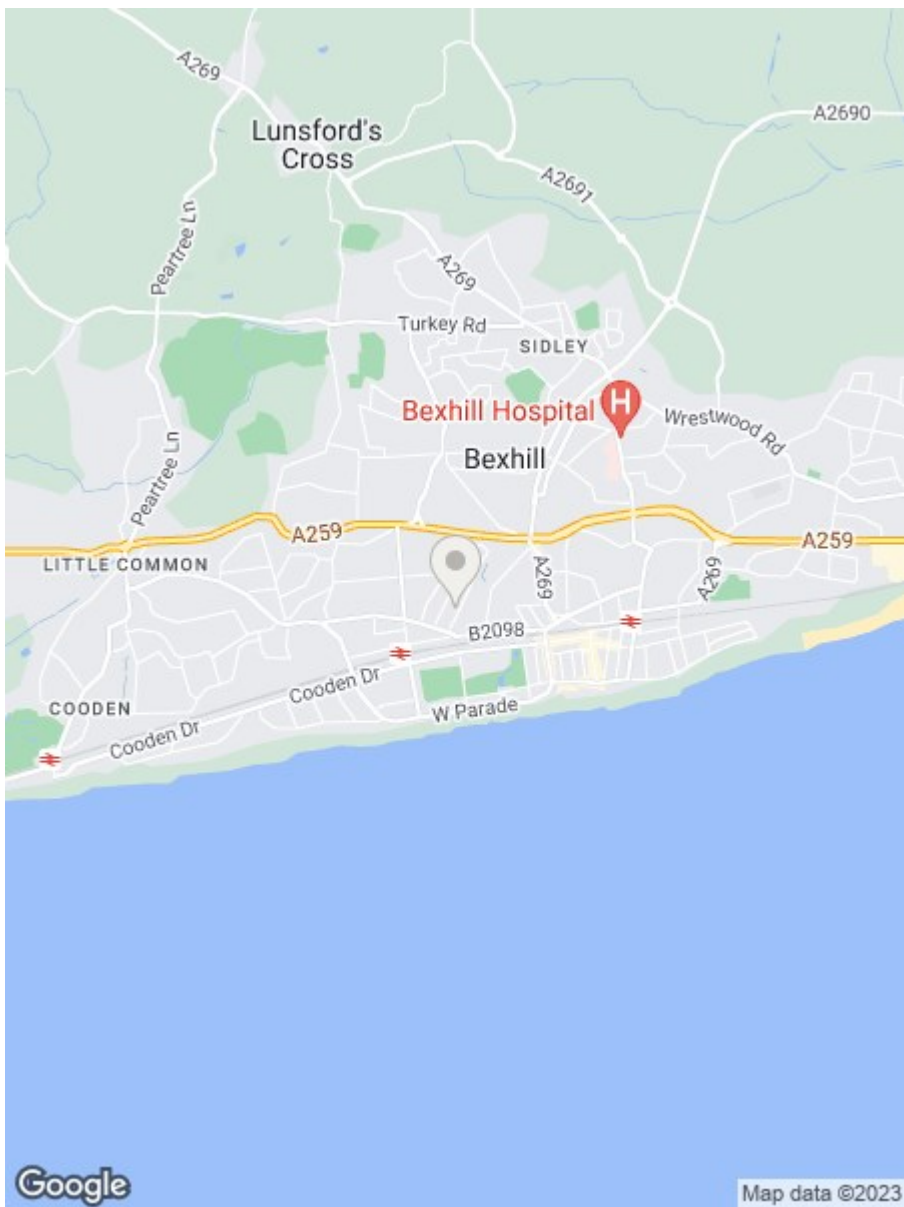 A269
A2690
Lunsford's
Cross
A2691
Peartree Ln
A269
Turkey Rd
SIDLEY
Bexhill Hospital
H
Wrestwood Rd
Bexhill
Peartree Ln
A259
A259
LITTLE COMMON
A269
A269
B2098
Cooden Dr
COODEN
W Parade
Cooden Dr
Google
Map data ©2023